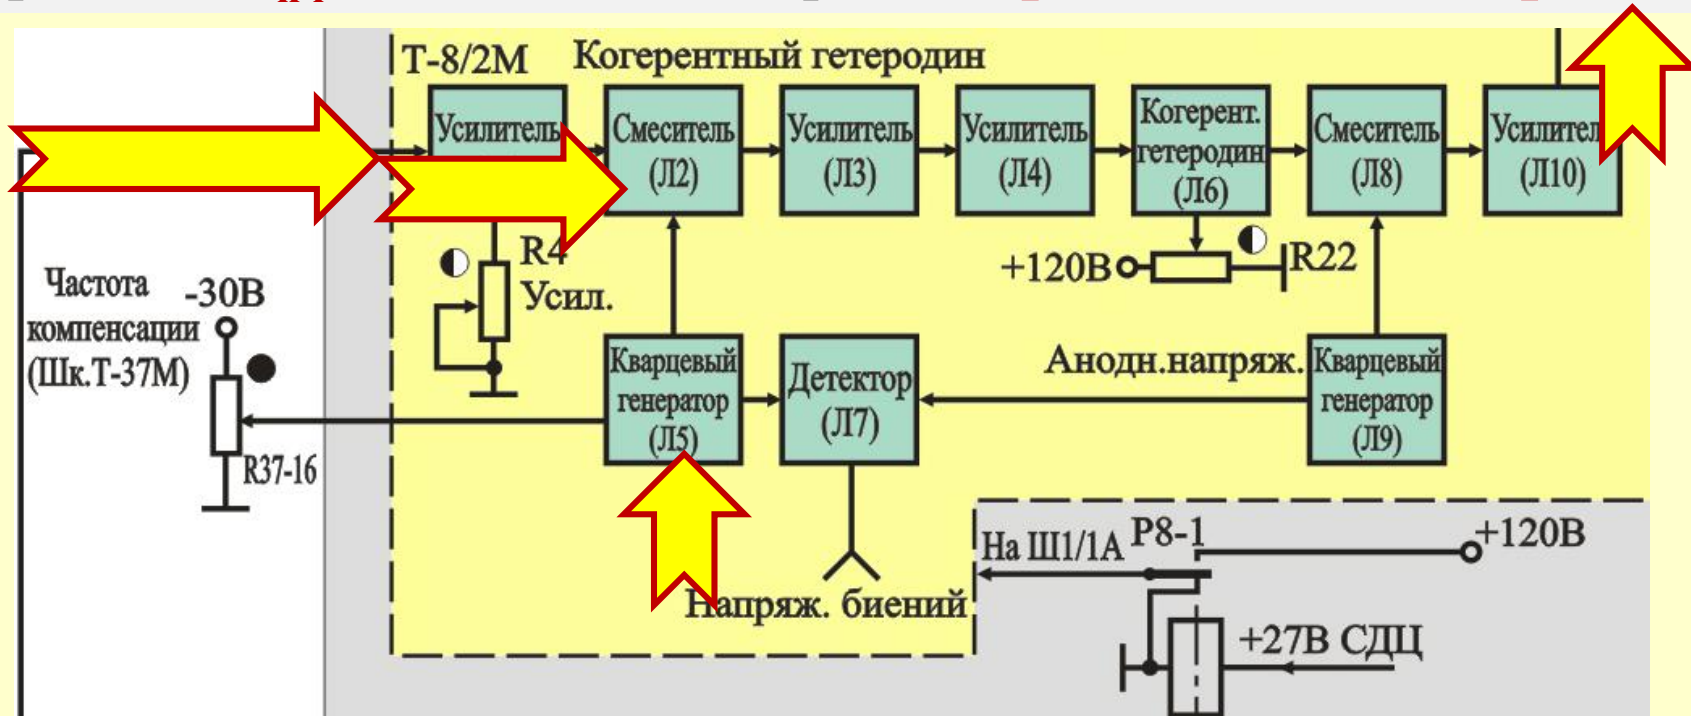 Т-8/2М
Когерентный гетеродин
Усилитель
Смеситель
(Л2)
Усилитель
(Л3)
Усилитель
(Л4)
Когерент.
гетеродин
(Л6)
Смеситель
(Л8)
(Л10)
R4
Усил.
+120В
R22
Частота
компенсации
(Шк.Т-37М)
-30В
R37-16
Кварцевый
генератор
(Л5)
Детектор
(Л7)
Анодн.напряж.
Кварцевый
генератор
(Л9)
Напряж. биений
На Ш1/1А
Р8-1
+120В
+27В СДЦ